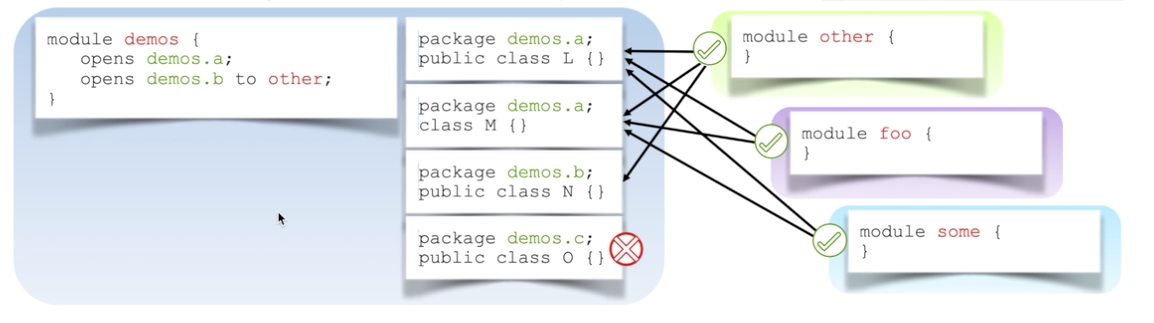 module demos {
opens demos.a;
opens demos.b to other;
}
package demos.a;
public class L {}
package demos.a;
class M {}
package demos.b;
public class N {}
package demos.c;
public class O {}
module other {
}
module foo {
}
module some {
}